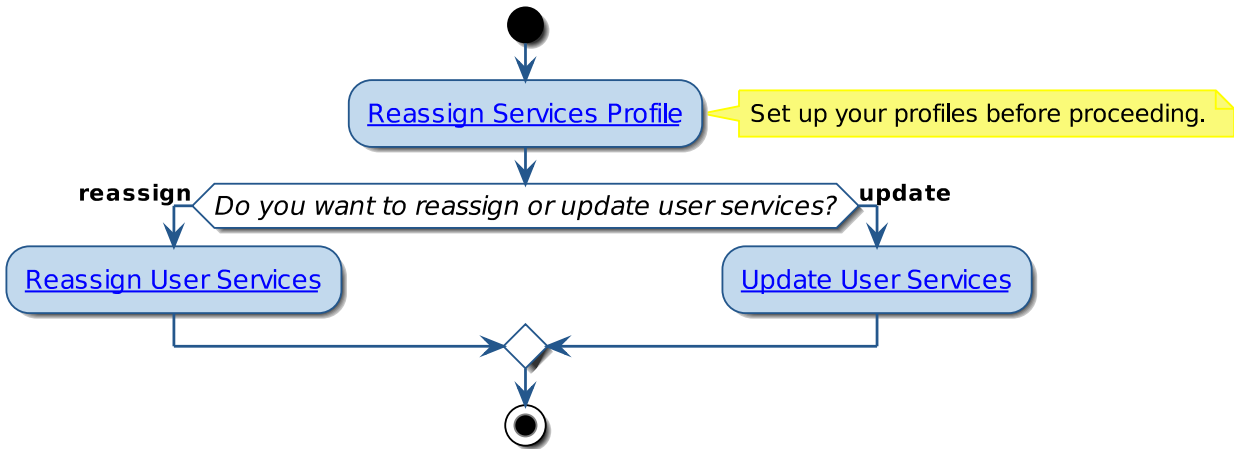 Reassign Services Profile
Set up your profiles before proceeding.
reassign
Do you want to reassign or update user services?
update
Reassign User Services
Update User Services